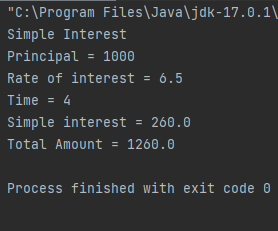 "C:\Program Files\Java\jdk-17.0.1\
Simple Interest
Principal = 1000
Rate of interest = 6.5
Time = 4
Simple interest = 260.0
Total Amount = 1260.0
Process finished with exit code 0